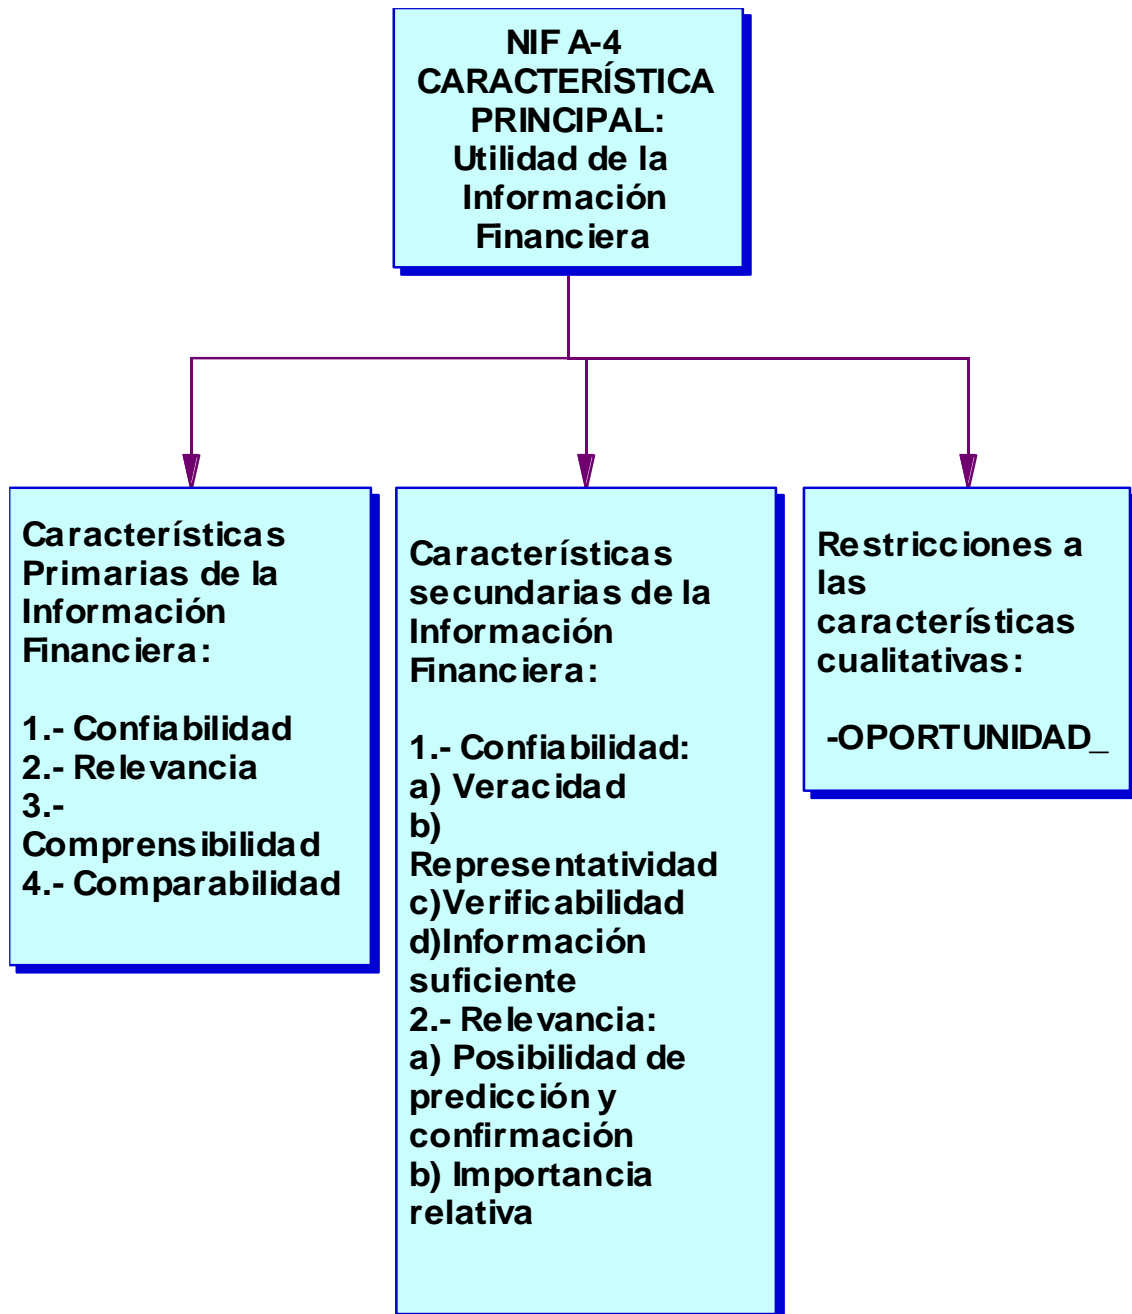 NIF A-4
CARACTERÍSTICA
PRINCIPAL:
Utilidad de la
Información
Financiera
Características
Primarias de la
Información
Financiera:
1.- Confiabilidad
2.- Relevancia
3.-
Comprensibilidad
4.- Comparabilidad
Características
secundarias de la
Información
Financiera:
1.- Confiabilidad:
a) Veracidad
b)
Representatividad
c)Verificabilidad
d)Información
suficiente
2.- Relevancia:
a) Posibilidad de
predicción y
confirmación
b) Importancia
relativa
Restricciones a
las
características
cualitativas:
-OPORTUNIDAD_